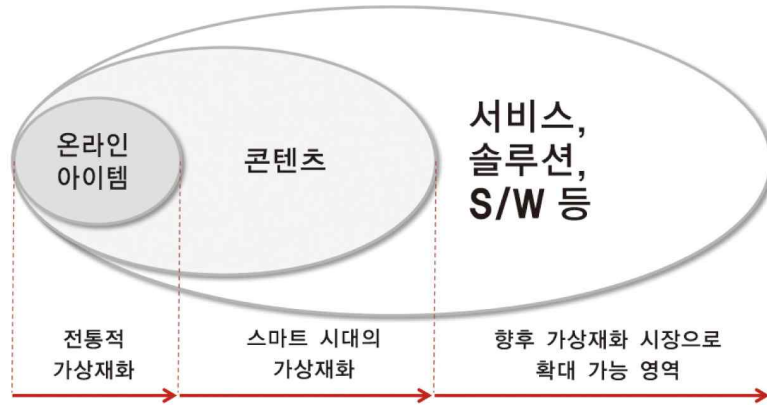 온라인
아이템
콘텐츠
서비스,
솔루션,
S/W 등
전통적
가상재화
스마트 시대의
가상재화
향후 가상재화 시장으로
확대 가능 영역